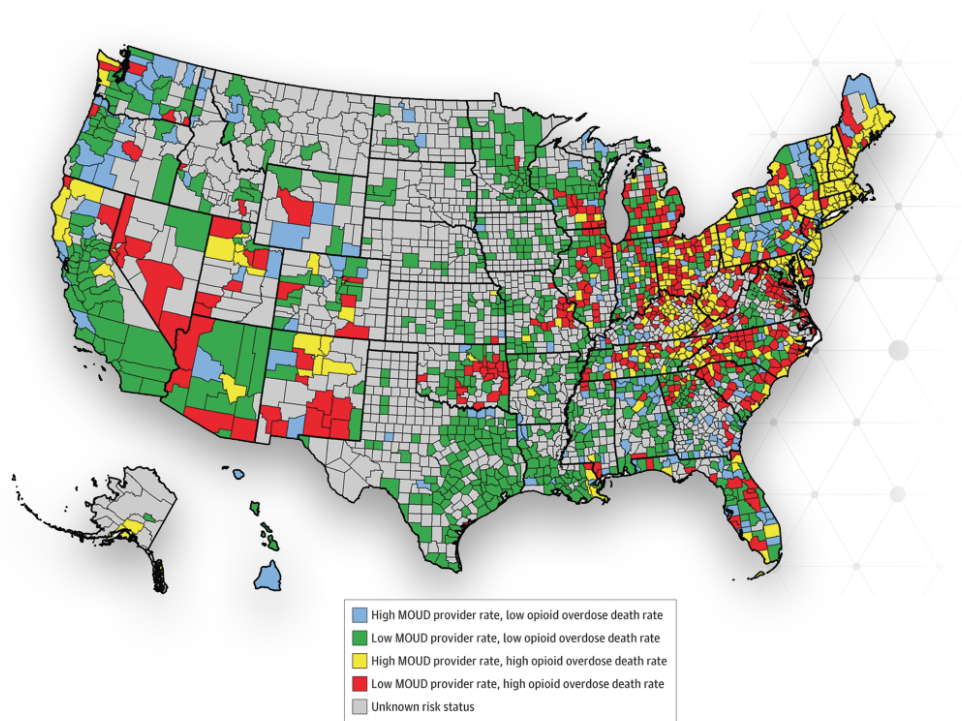 High MOUD provider rate, low opioid overdose death rate
Low MOUD provider rate, low opioid overdose death rate
High MOUD provider rate, high opioid overdose death rate
Low MOUD provider rate, high opioid overdose death rate
Unknown risk status